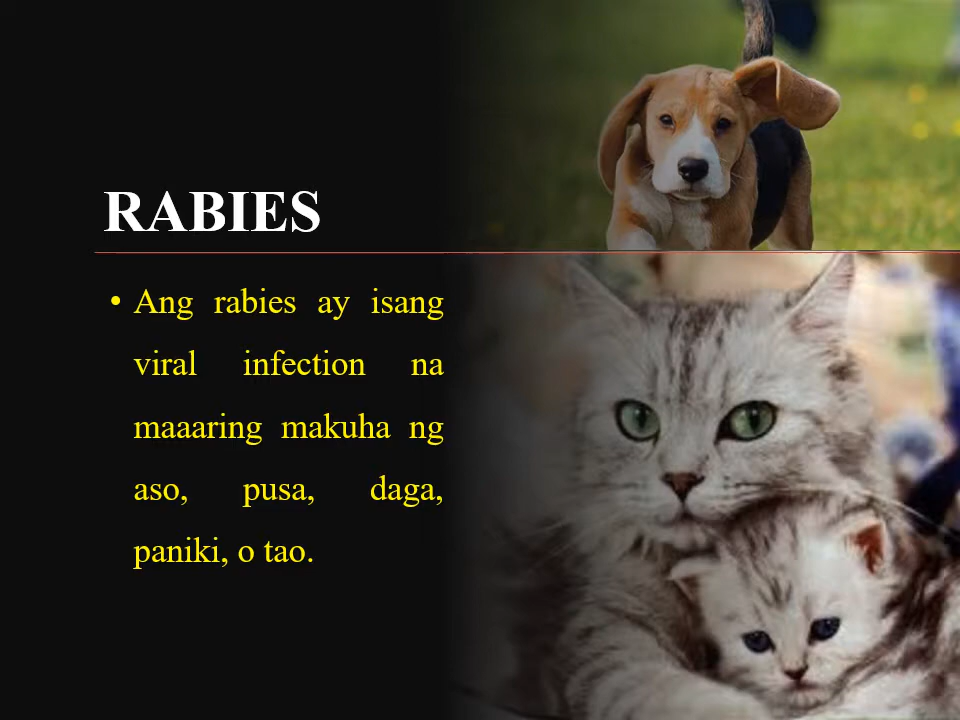 RABIES
• Ang rabies ay isang
viral infection na
maaaring makuha ng
aso, pusa, daga,
paniki, o tao.